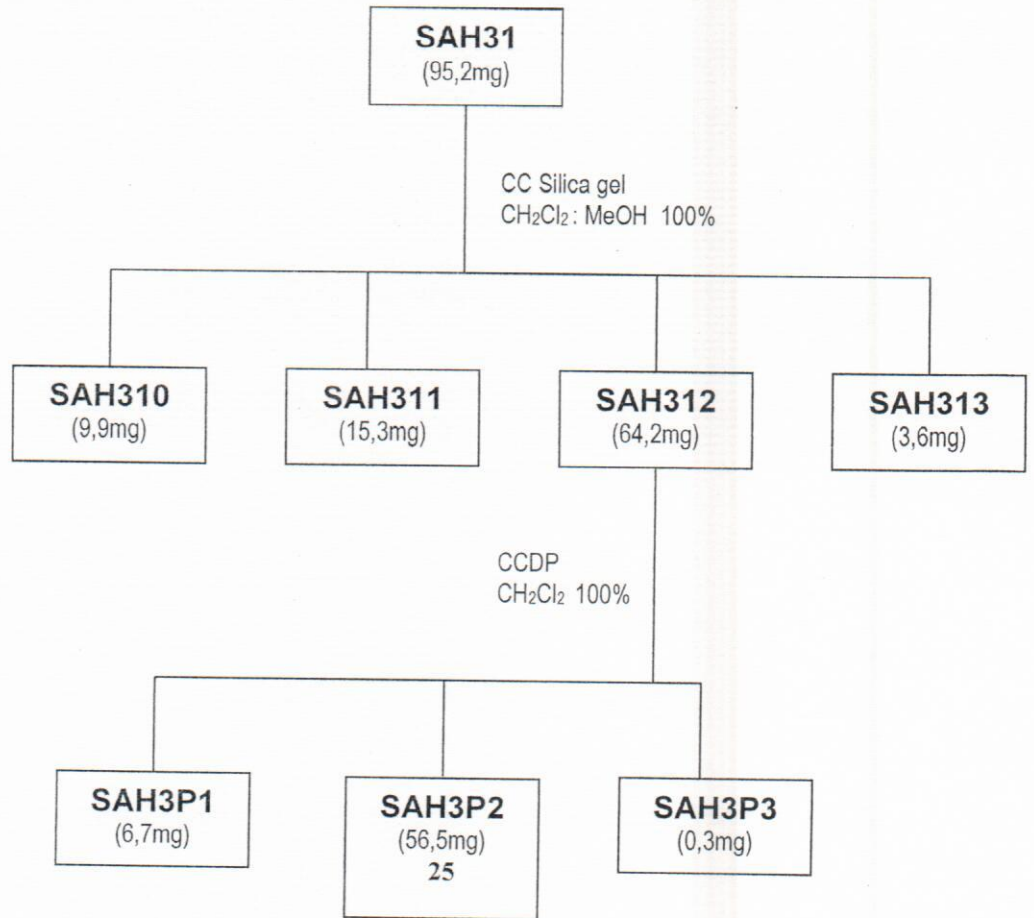 SAH31
(95,2mg)
CC Silica gel
CH₂Cl₂ : MeOH 100%
SAH310
(9,9mg)
SAH311
(15,3mg)
SAH312
(64,2mg)
SAH313
(3,6mg)
CCDP
CH₂Cl₂ 100%
SAH3P1
(6,7mg)
SAH3P2
(56,5mg)
25
SAH3P3
(0,3mg)